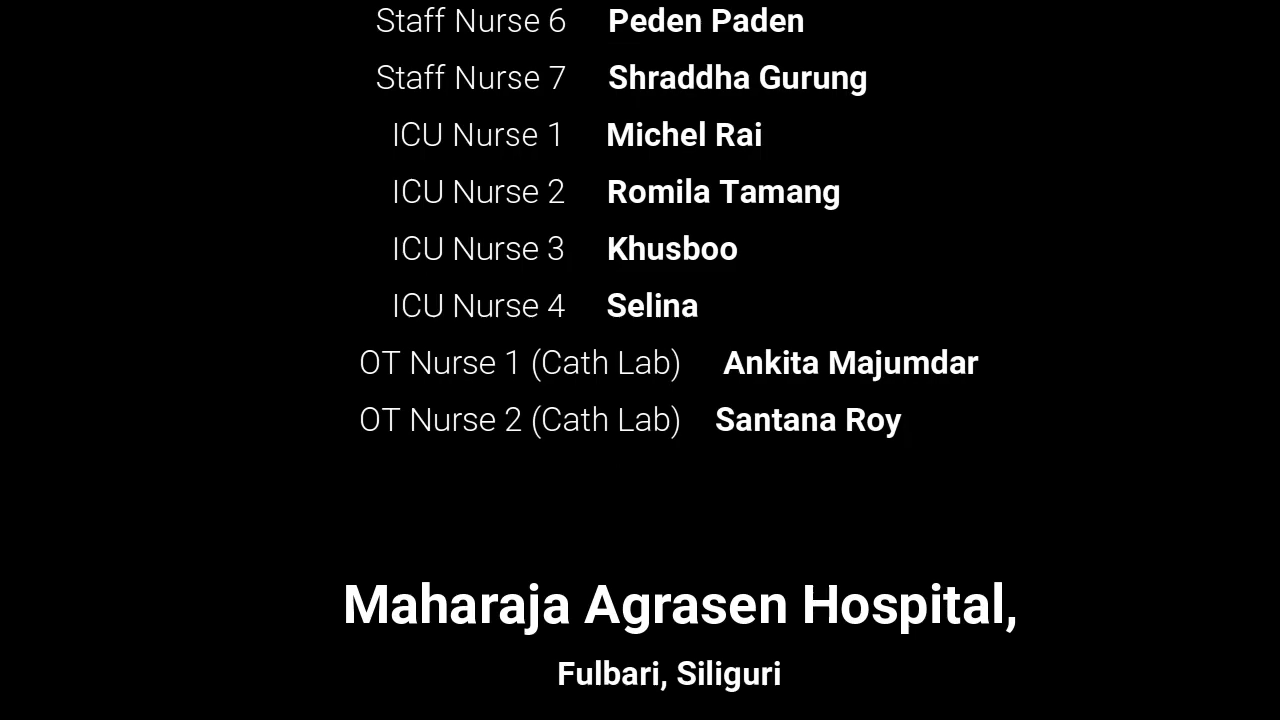 Staff Nurse 6 Peden Paden
Staff Nurse 7 Shraddha Gurung
ICU Nurse 1 Michel Rai
ICU Nurse 2 Romila Tamang
ICU Nurse 3 Khusboo
ICU Nurse 4 Selina
OT Nurse 1 (Cath Lab) Ankita Majumdar
OT Nurse 2 (Cath Lab) Santana Roy
Maharaja Agrasen Hospital,
Fulbari, Siliguri